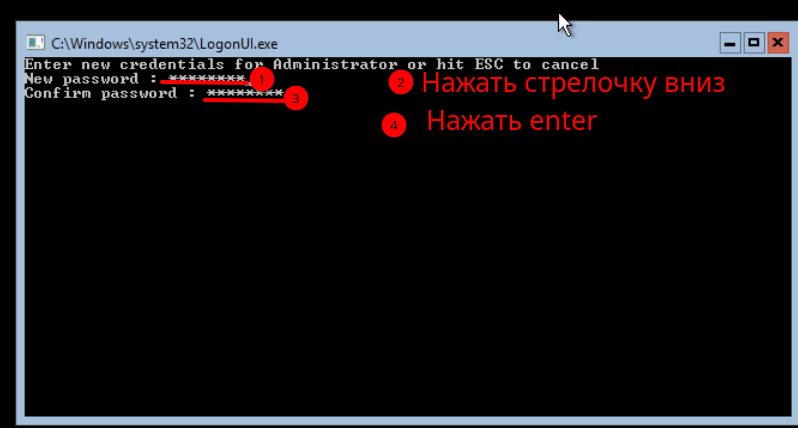 C:\Windows\system32\LogonUI.exe
Enter new credentials for Administrator or hit ESC to cancel
New password : ******** 1
2 Нажать стрелочку вниз
Confirm password : ******** 3
4 Нажать enter